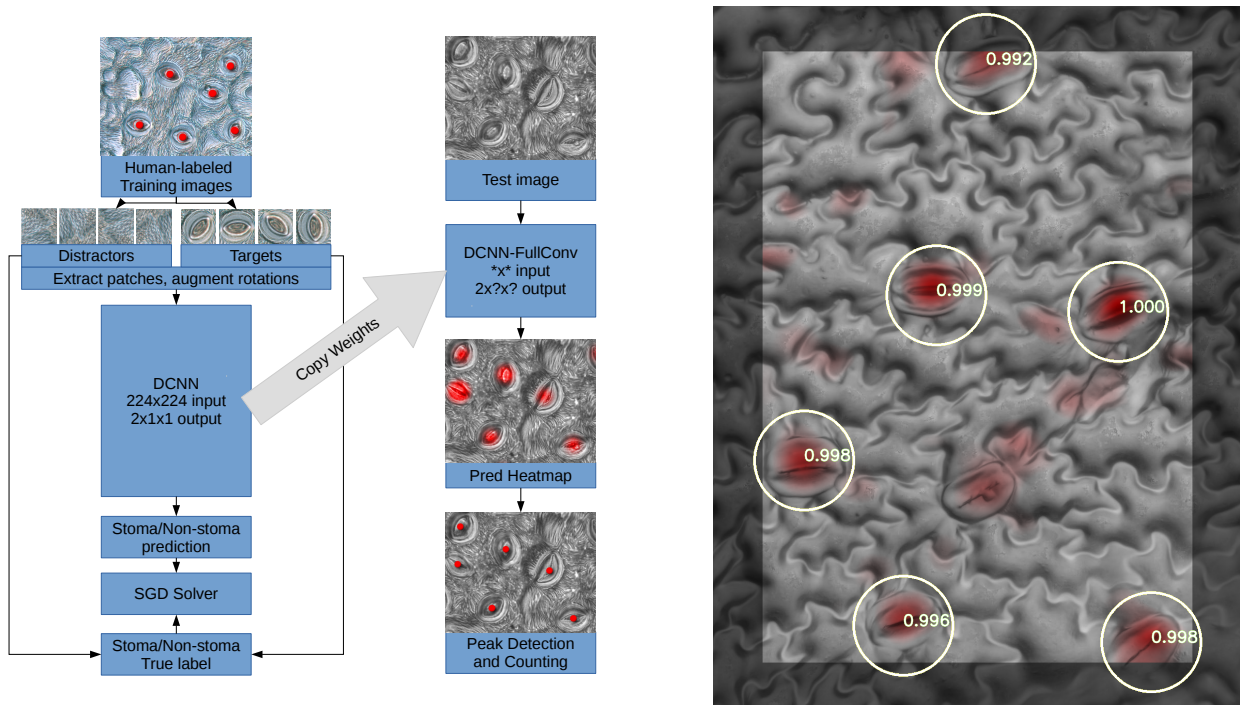 Human-labeled
Training images
Distractors
Targets
Extract patches, augment rotations
DCNN
224x224 input
2x1x1 output
Stoma/Non-stoma
prediction
SGD Solver
Stoma/Non-stoma
True label
Copy Weights
Test image
DCNN-FullConv
*x* input
2x?x? output
Pred Heatmap
Peak Detection
and Counting
0.992
0.999
1.000
0.998
0.996
0.998